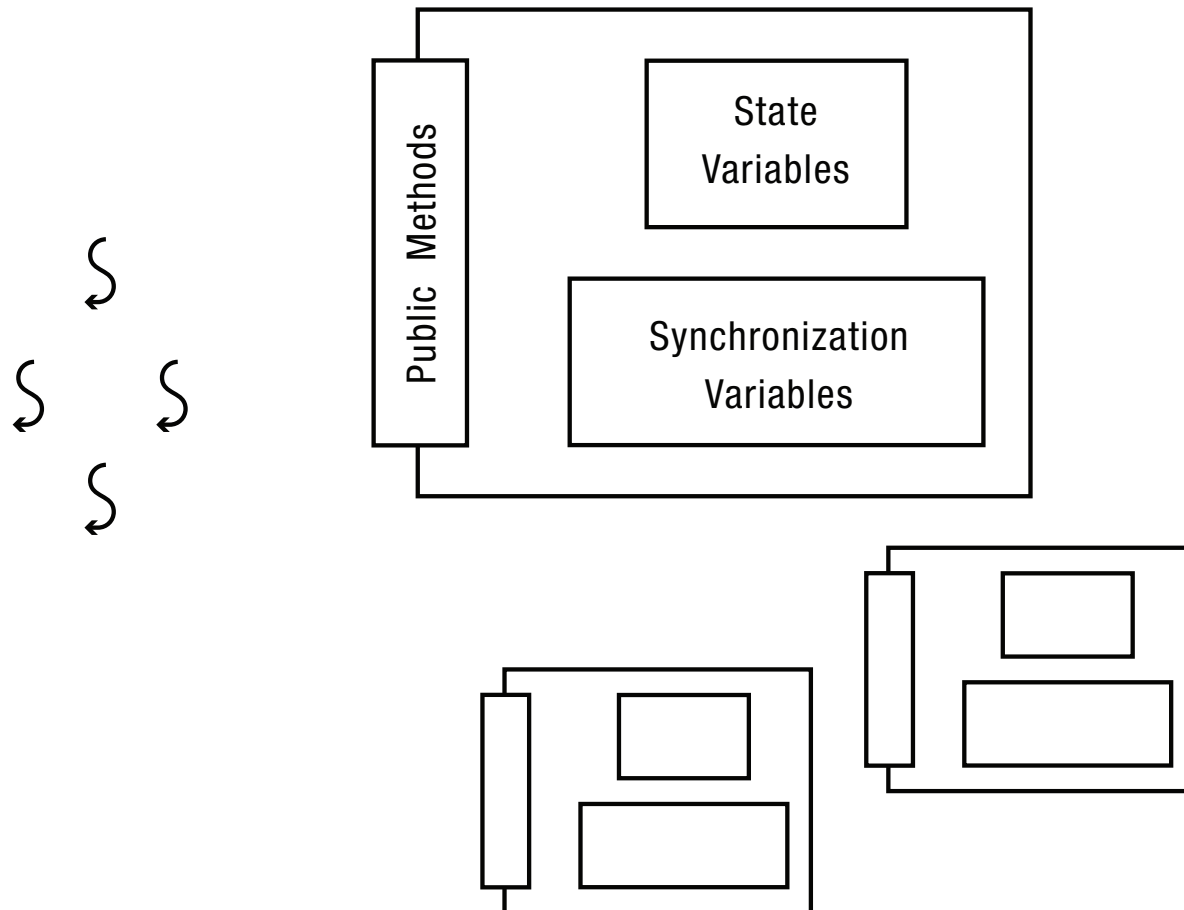 Public Methods
State
Variables
Synchronization
Variables